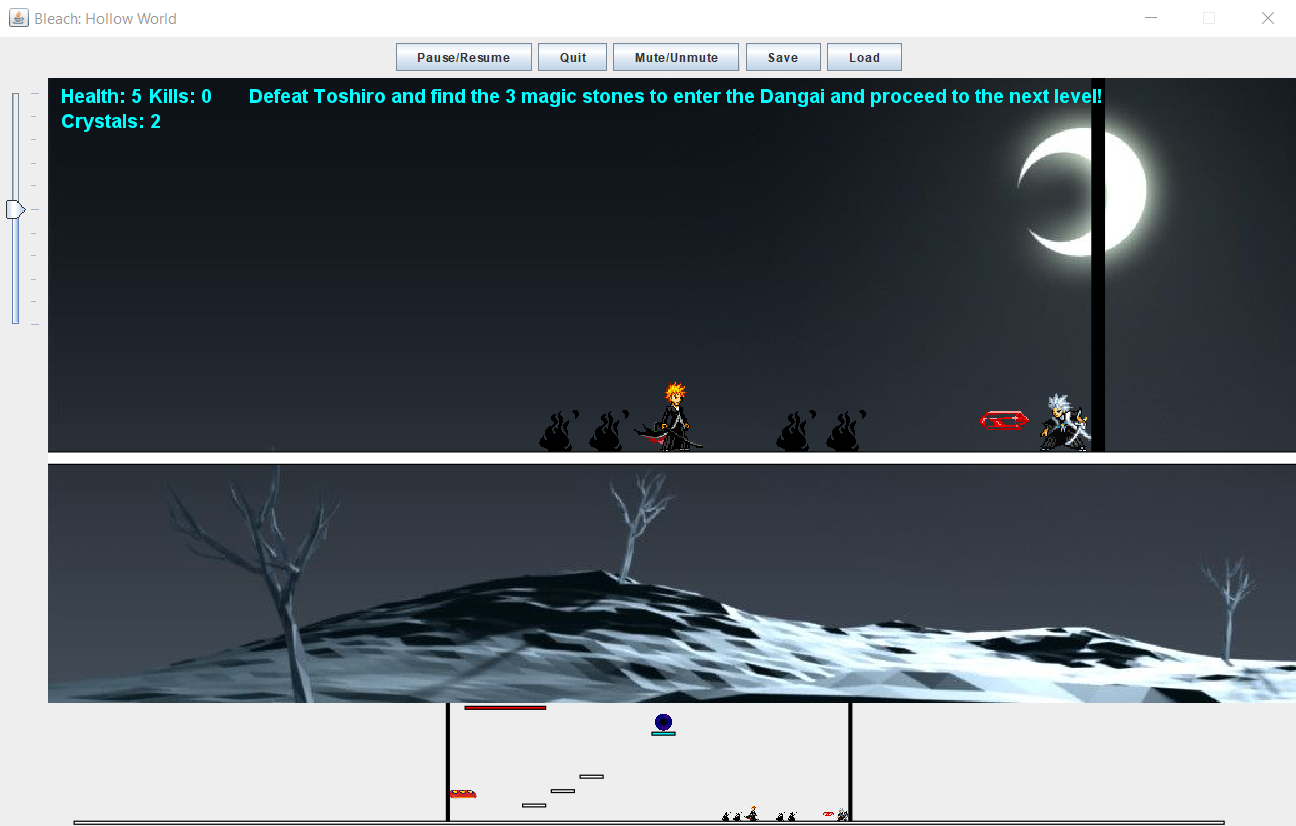 Bleach: Hollow World
Pause/Resume Quit Mute/Unmute Save Load
Health: 5 Kills: 0 Defeat Toshiro and find the 3 magic stones to enter the Dangai and proceed to the next level!
Crystals: 2